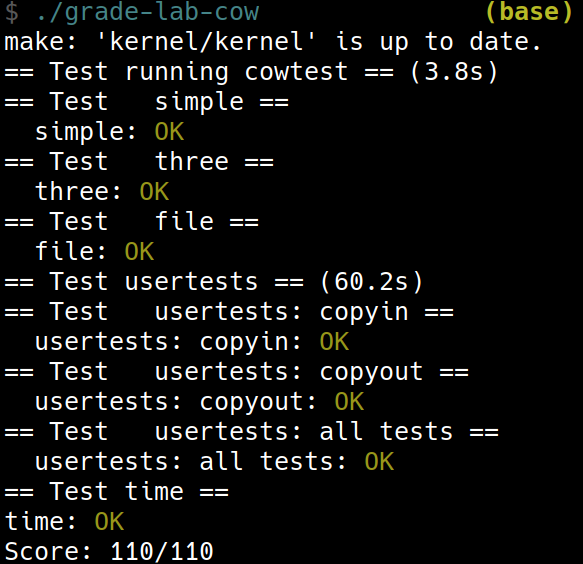 $ ./grade-lab-cow (base)
make: 'kernel/kernel' is up to date.
== Test running cowtest == (3.8s)
== Test   simple ==
  simple: OK
== Test   three ==
  three: OK
== Test   file ==
  file: OK
== Test usertests == (60.2s)
== Test   usertests: copyin ==
  usertests: copyin: OK
== Test   usertests: copyout ==
  usertests: copyout: OK
== Test   usertests: all tests ==
  usertests: all tests: OK
== Test time ==
time: OK
Score: 110/110